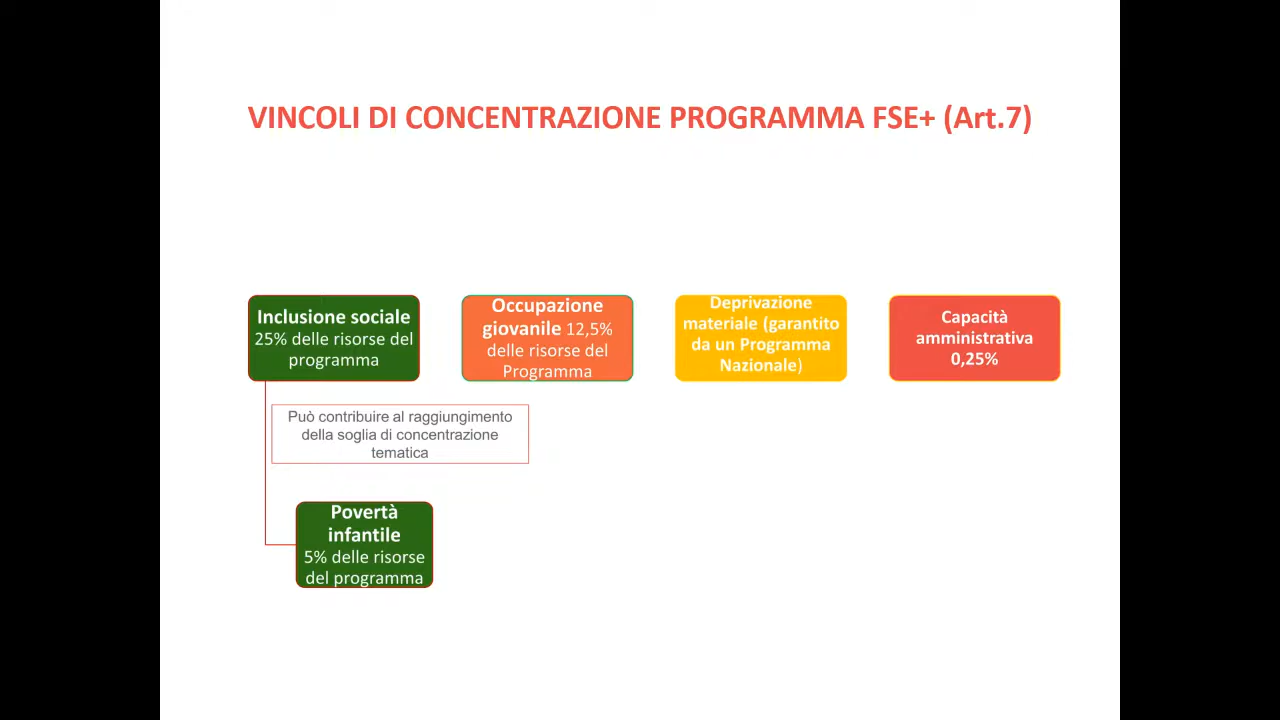 VINCOLI DI CONCENTRAZIONE PROGRAMMA FSE+ (Art.7)
Inclusione sociale
25% delle risorse del
programma
Occupazione
giovanile 12,5%
delle risorse del
Programma
Deprivazione
materiale (garantito
da un Programma
Nazionale)
Capacità
amministrativa
0,25%
Può contribuire al raggiungimento
della soglia di concentrazione
tematica
Povertà
infantile
5% delle risorse
del programma